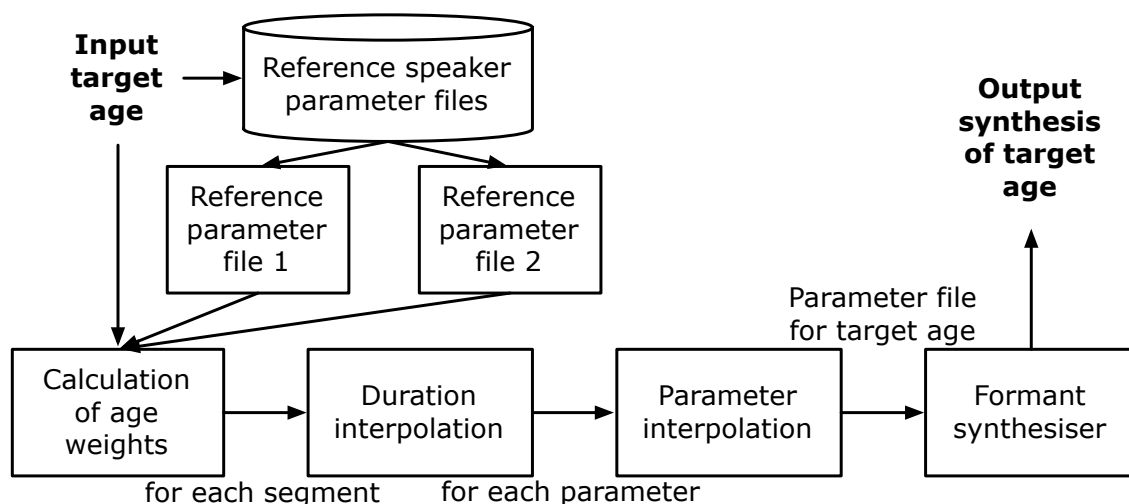 Input
target
age
Reference speaker
parameter files
Reference
parameter
file 1
Reference
parameter
file 2
Output
synthesis
of target
age
Parameter file
for target age
Calculation
of age
weights
Duration
interpolation
Parameter
interpolation
Formant
synthesiser
for each segment
for each parameter